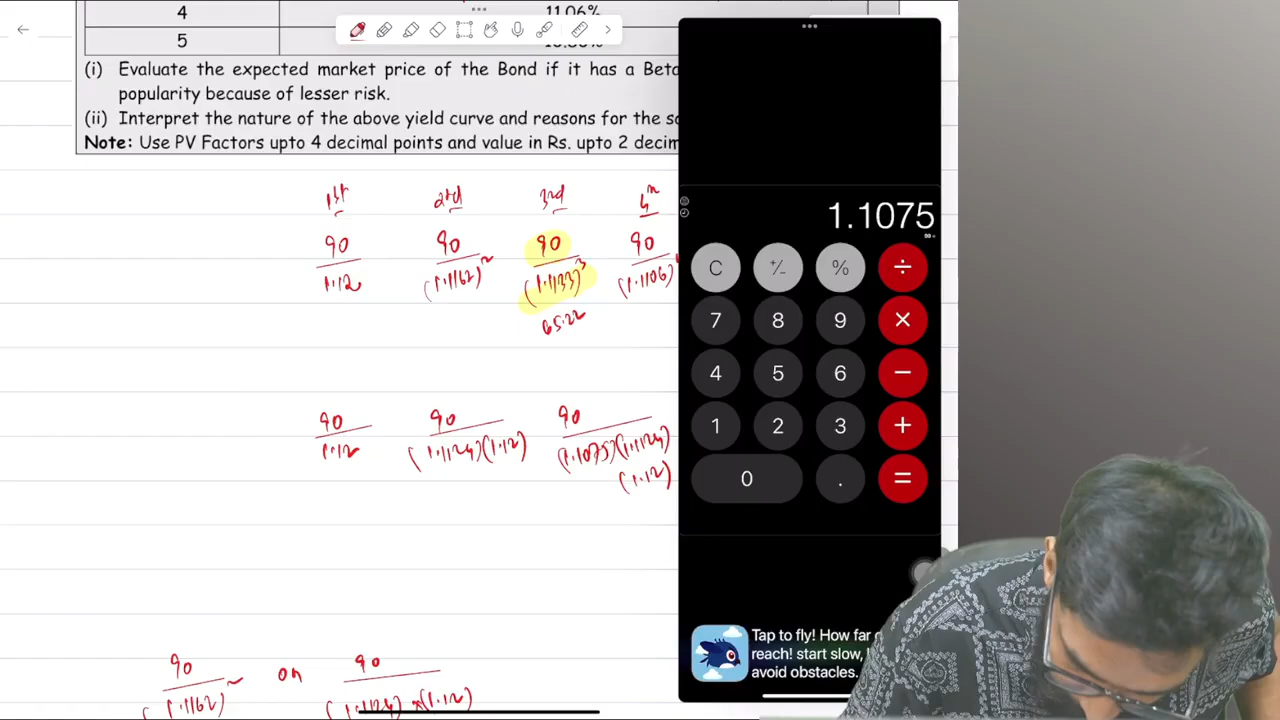 4 11.06%
5
(i) Evaluate the expected market price of the Bond if it has a Beta
popularity because of lesser risk.
(ii) Interpret the nature of the above yield curve and reasons for the
Note: Use PV Factors upto 4 decimal points and value in Rs. upto 2
1st 2nd 3rd
90 90 90 90
1.12 (1.1162)² (1.1133)³ (1.1106)
65.22
90 90 90
1.12 (1.1124)(1.12) (1.1075)(1.1124)
(1.12)
90 90
(1.1162)² (1.1124) x(1.12)
1.1075
C +/- % ÷
7 8 9 ×
4 5 6 −
1 2 3 +
0 . =
Tap to fly! How far
reach! start slow,
avoid obstacles.